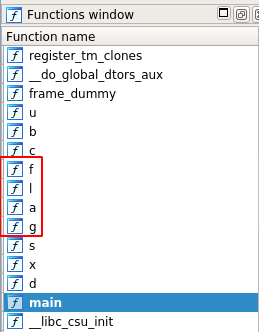 Functions window
Function name
register_tm_clones
__do_global_dtors_aux
frame_dummy
u
b
c
f
l
a
g
s
x
d
main
__libc_csu_init